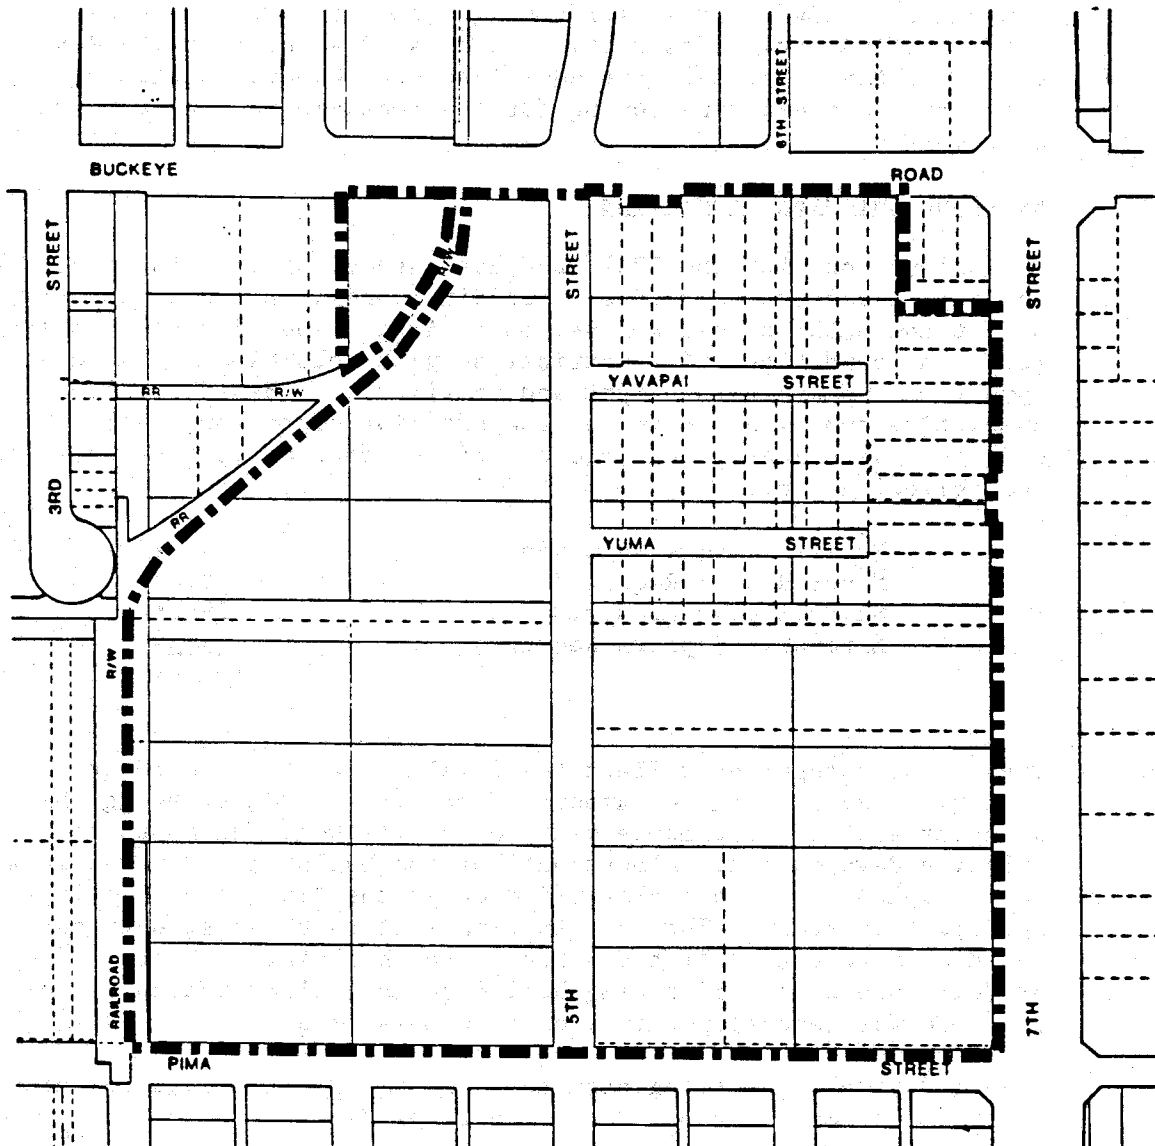 6TH STREET
BUCKEYE ROAD
STREET
R/W
STREET
STREET
YAVAPAI STREET
RR R/W
3RD
RR
YUMA STREET
R/W
RAILROAD
5TH
7TH
PIMA STREET